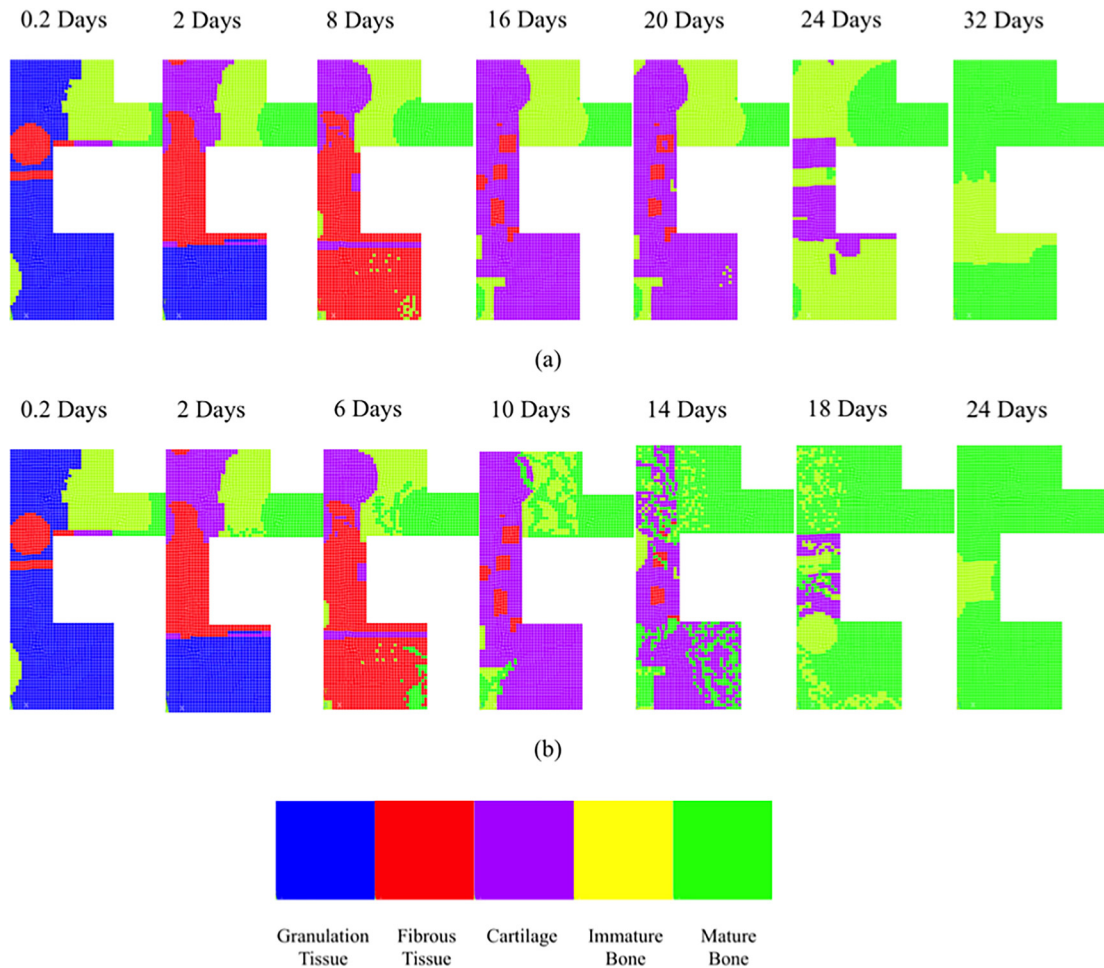 0.2 Days 2 Days 8 Days 16 Days 20 Days 24 Days 32 Days
(a)
0.2 Days 2 Days 6 Days 10 Days 14 Days 18 Days 24 Days
(b)
Granulation Tissue
Fibrous Tissue
Cartilage
Immature Bone
Mature Bone